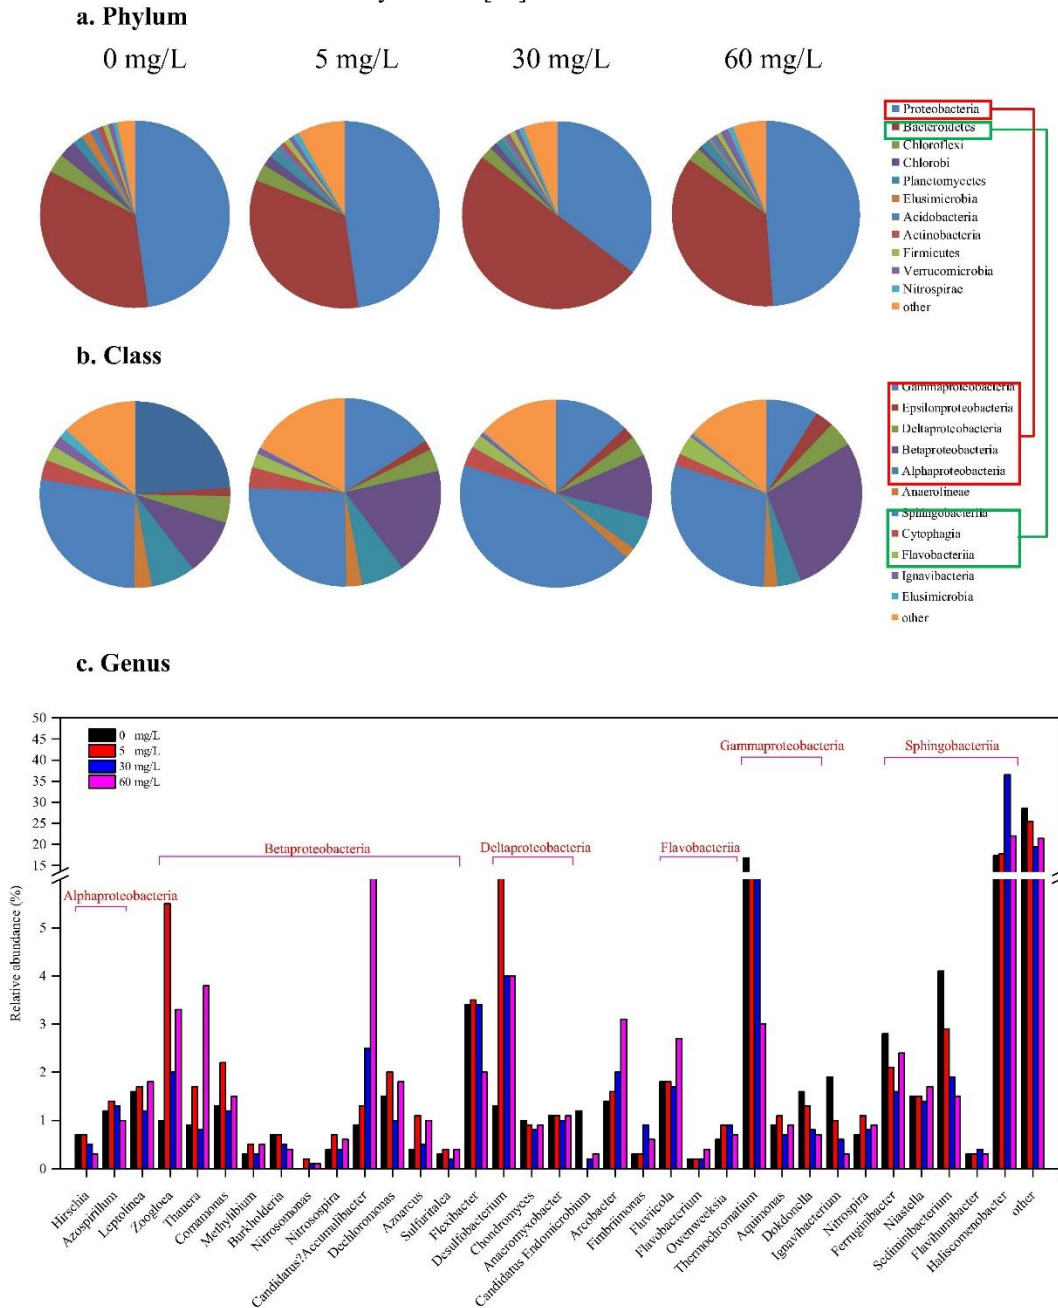 a. Phylum
0 mg/L
5 mg/L
30 mg/L
60 mg/L
Proteobacteria
Bacteroidetes
Chloroflexi
Chlorobi
Planctomycetes
Elusimicrobia
Acidobacteria
Actinobacteria
Firmicutes
Verrucomicrobia
Nitrospirae
other
b. Class
Gammaproteobacteria
Epsilonproteobacteria
Deltaproteobacteria
Betaproteobacteria
Alphaproteobacteria
Anaerolineae
Sphingobacteriia
Cytophagia
Flavobacteriia
Ignavibacteria
Elusimicrobia
other
c. Genus
50
45
40
35
30
25
20
15
5
4
3
2
1
0
Relative abundance (%)
0 mg/L
5 mg/L
30 mg/L
60 mg/L
Alphaproteobacteria
Betaproteobacteria
Deltaproteobacteria
Flavobacteriia
Gammaproteobacteria
Sphingobacteriia
Hirschia
Azospirillum
Leptolinea
Zoogloea
Thauera
Comamonas
Methylibium
Burkholderia
Nitrosomonas
Nitrosospira
Candidatus?Accumulibacter
Dechloromonas
Azoarcus
Sulfuritalea
Flexibacter
Desulfobacterium
Chondromyces
Anaeromyxobacter
Candidatus Endomicrobium
Arcobacter
Fimbriimonas
Fluviicola
Flavobacterium
Owenweeksia
Thermochromatium
Aquimonas
Dokdonella
Ignavibacterium
Nitrospira
Ferruginibacter
Niastella
Sediminibacterium
Flavihumibacter
Haliscomenobacter
other